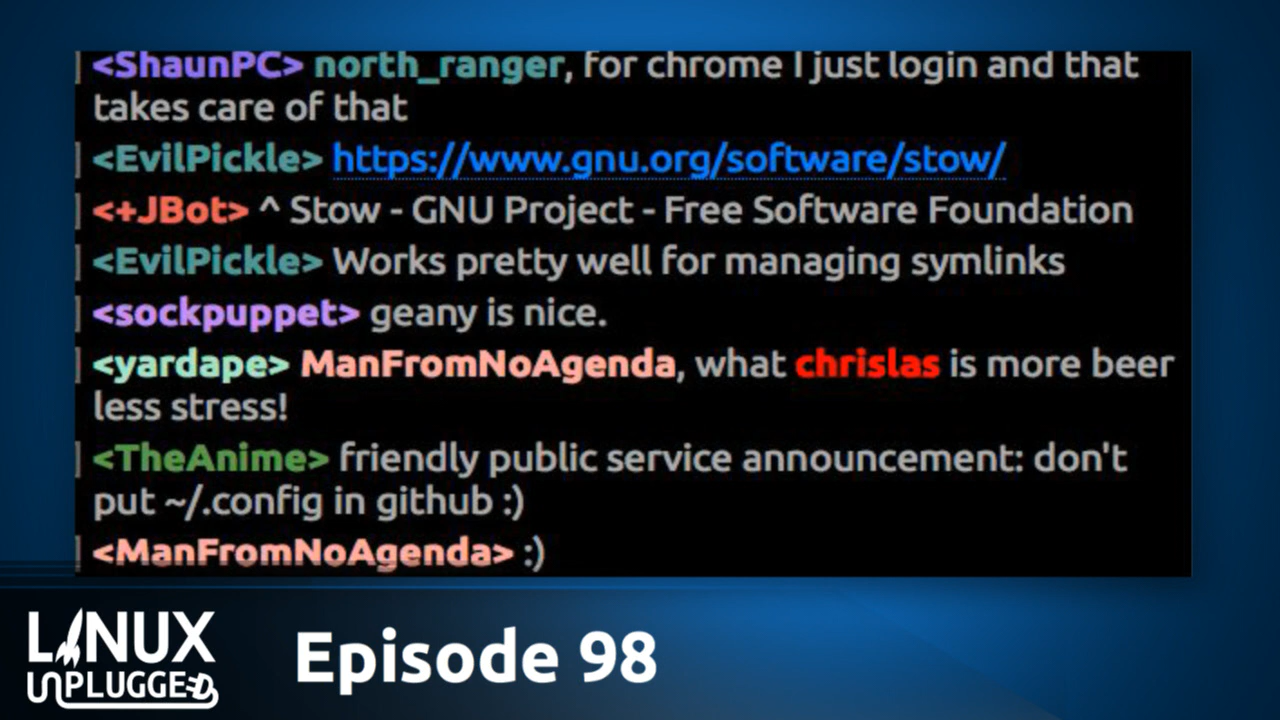 <ShaunPC> north_ranger, for chrome I just login and that
takes care of that
<EvilPickle> https://www.gnu.org/software/stow/
<+JBot> ^ Stow - GNU Project - Free Software Foundation
<EvilPickle> Works pretty well for managing symlinks
<sockpuppet> geany is nice.
<yardape> ManFromNoAgenda, what chrislas is more beer
less stress!
<TheAnime> friendly public service announcement: don't
put ~/.config in github :)
<ManFromNoAgenda> :)
LINUX
UNPLUGGED
Episode 98